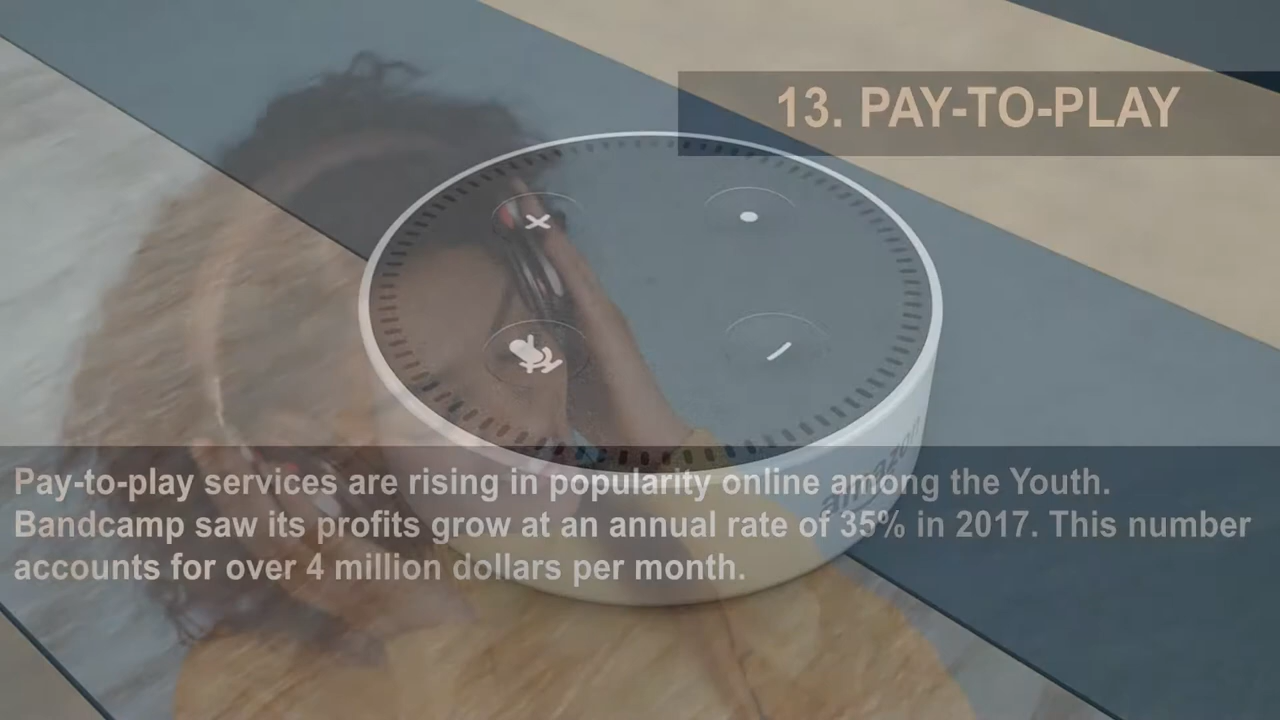 13. PAY-TO-PLAY
Pay-to-play services are rising in popularity online among the Youth.
Bandcamp saw its profits grow at an annual rate of 35% in 2017. This number
accounts for over 4 million dollars per month.
amazon